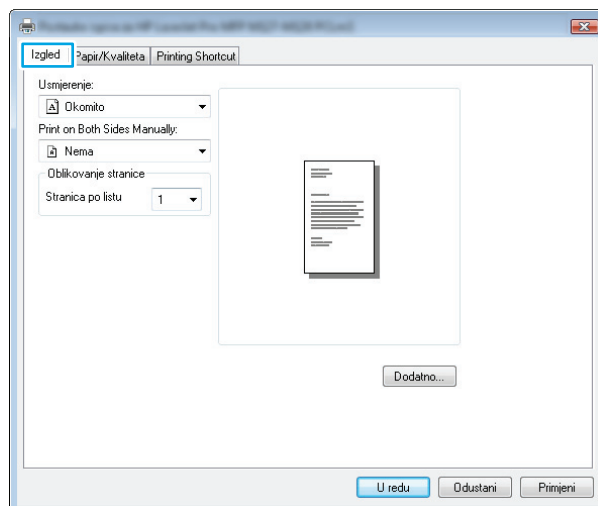 Izgled Papir/Kvaliteta Printing Shortcut
Usmjerenje:
A Okomito
Print on Both Sides Manually:
Nema
Oblikovanje stranice
Stranica po listu 1
Dodatno...
U redu Odustani Primjeni